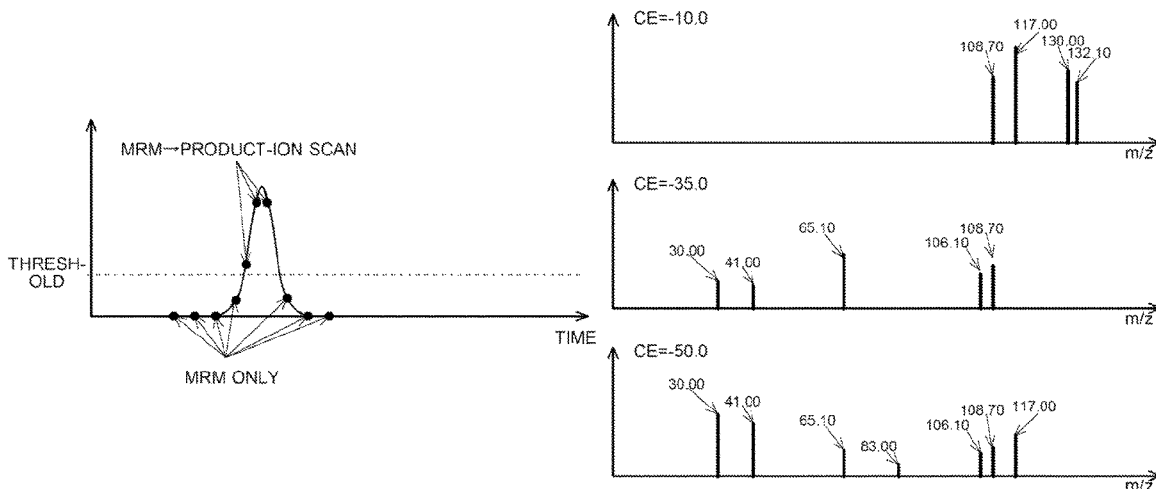 MRM→PRODUCT-ION SCAN
THRESH-
OLD
TIME
MRM ONLY
CE=-10.0
108.70
117.00
130.00
132.10
m/z
CE=-35.0
30.00
41.00
65.10
106.10
108.70
m/z
CE=-50.0
30.00
41.00
65.10
83.00
106.10
108.70
117.00
m/z